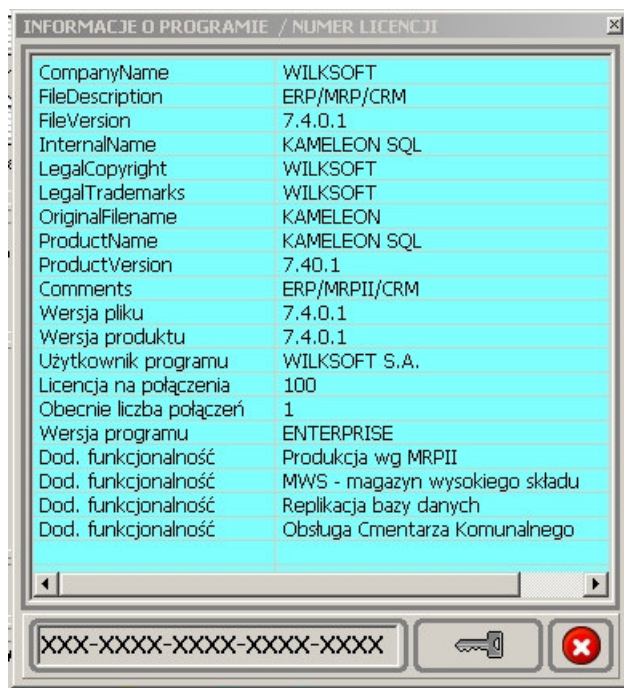 INFORMACJE O PROGRAMIE / NUMER LICENCJI
CompanyName WILKSOFT
FileDescription ERP/MRP/CRM
FileVersion 7.4.0.1
InternalName KAMELEON SQL
LegalCopyright WILKSOFT
LegalTrademarks WILKSOFT
OriginalFilename KAMELEON
ProductName KAMELEON SQL
ProductVersion 7.40.1
Comments ERP/MRPII/CRM
Wersja pliku 7.4.0.1
Wersja produktu 7.4.0.1
Użytkownik programu WILKSOFT S.A.
Licencja na połączenia 100
Obecnie liczba połączeń 1
Wersja programu ENTERPRISE
Dod. funkcjonalność Produkcja wg MRPII
Dod. funkcjonalność MWS - magazyn wysokiego składu
Dod. funkcjonalność Replikacja bazy danych
Dod. funkcjonalność Obsługa Cmentarza Komunalnego
XXX-XXXX-XXXX-XXXX-XXXX